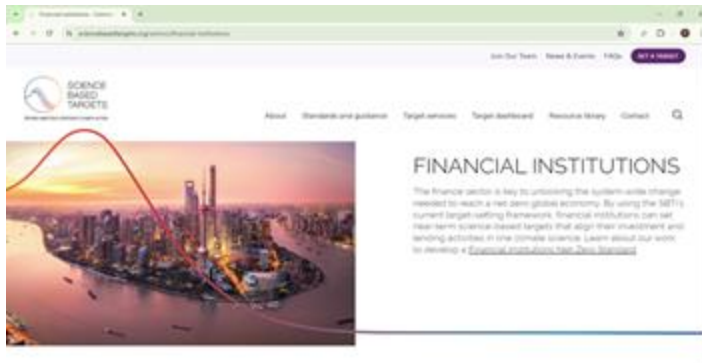 Join Our Team News & Events FAQs SET A TARGET
SCIENCE
BASED
TARGETS
About Standards and guidance Target services Target dashboard Resource library Contact
FINANCIAL INSTITUTIONS
The finance sector is key to unlocking the system-wide change
needed to reach a net zero global economy. By using the SBTi's
current target-setting framework, financial institutions can set
near-term science-based targets that align their investment and
lending activities in line climate science. Learn about our work
to develop a Financial Institutions Net Zero Standard